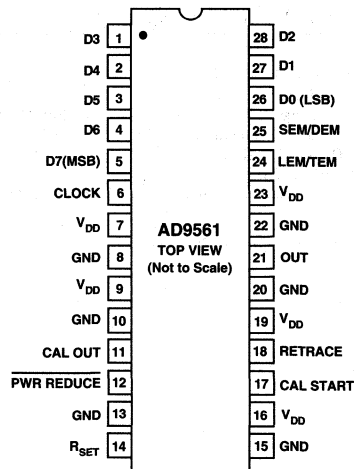 D3 1 28 D2
D4 2 27 D1
D5 3 26 D0 (LSB)
D6 4 25 SEM/DEM
D7(MSB) 5 24 LEM/TEM
CLOCK 6 23 VDD
VDD 7 22 GND
AD9561
TOP VIEW
(Not to Scale)
GND 8 21 OUT
VDD 9 20 GND
GND 10 19 VDD
CAL OUT 11 18 RETRACE
PWR REDUCE 12 17 CAL START
GND 13 16 VDD
RSET 14 15 GND